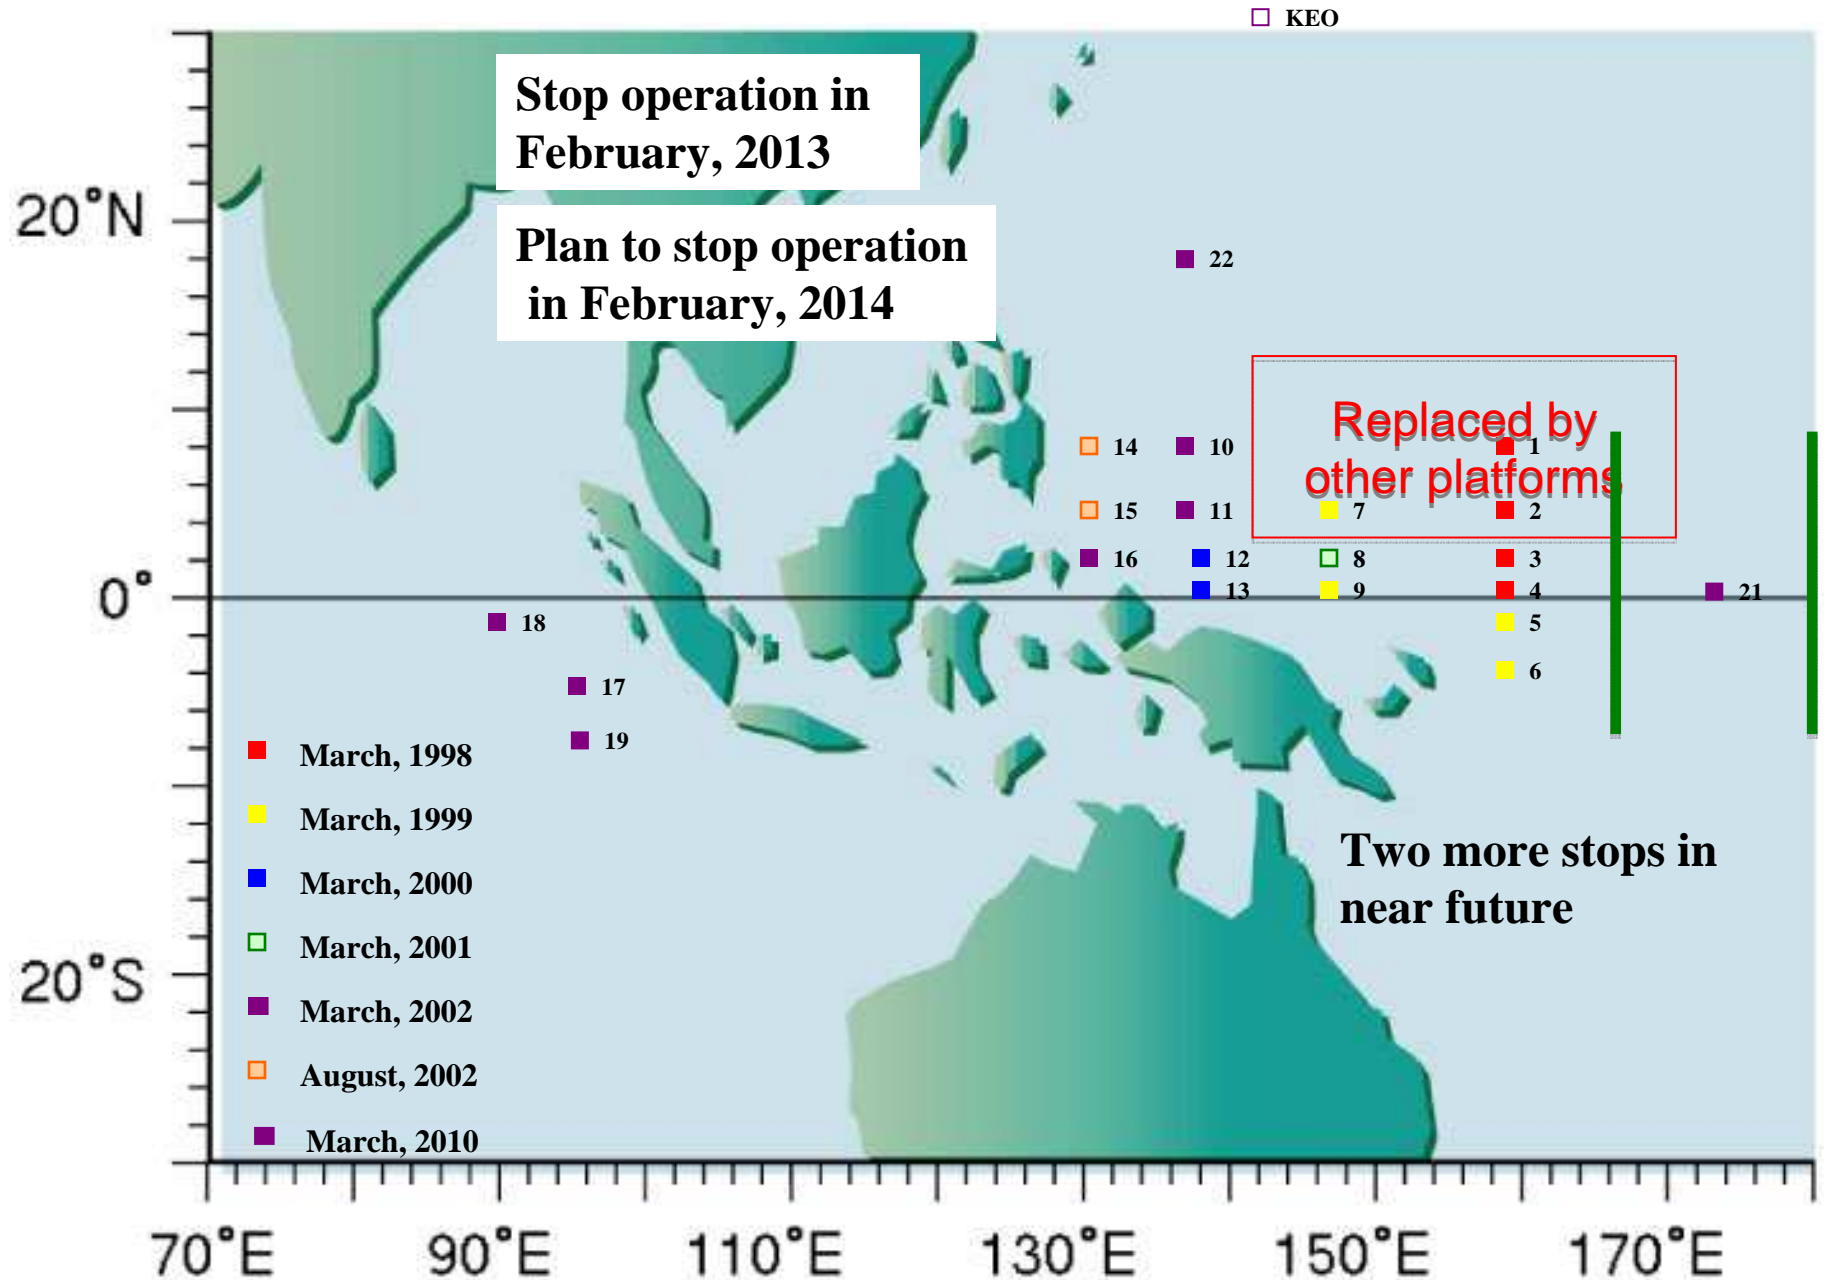 KEO
Stop operation in
February, 2013
20°N
Plan to stop operation
in February, 2014
22
Replaced by
other platforms
14
10
1
15
11
7
2
16
12
8
3
0°
13
9
4
21
18
5
17
6
19
March, 1998
March, 1999
Two more stops in
near future
March, 2000
March, 2001
20°S
March, 2002
August, 2002
March, 2010
70°E
90°E
110°E
130°E
150°E
170°E